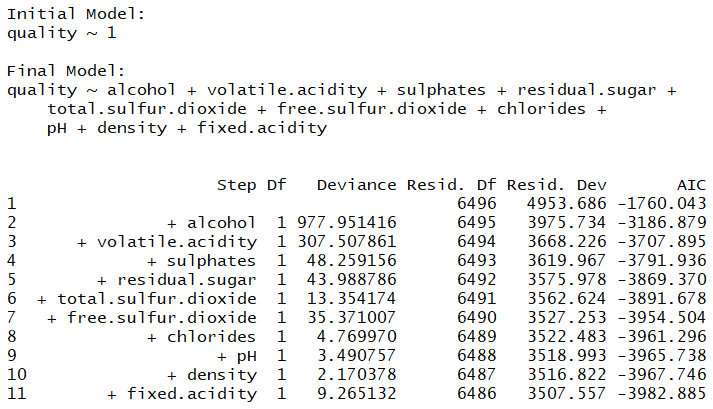 Initial Model:
quality ~ 1
Final Model:
quality ~ alcohol + volatile.acidity + sulphates + residual.sugar +
    total.sulfur.dioxide + free.sulfur.dioxide + chlorides +
    pH + density + fixed.acidity
                     Step Df   Deviance Resid. Df Resid. Dev       AIC
1                                            6496   4953.686 -1760.043
2               + alcohol  1 977.951416      6495   3975.734 -3186.879
3      + volatile.acidity  1 307.507861      6494   3668.226 -3707.895
4             + sulphates  1  48.259156      6493   3619.967 -3791.936
5        + residual.sugar  1  43.988786      6492   3575.978 -3869.370
6  + total.sulfur.dioxide  1  13.354174      6491   3562.624 -3891.678
7   + free.sulfur.dioxide  1  35.371007      6490   3527.253 -3954.504
8             + chlorides  1   4.769970      6489   3522.483 -3961.296
9                    + pH  1   3.490757      6488   3518.993 -3965.738
10              + density  1   2.170378      6487   3516.822 -3967.746
11        + fixed.acidity  1   9.265132      6486   3507.557 -3982.885